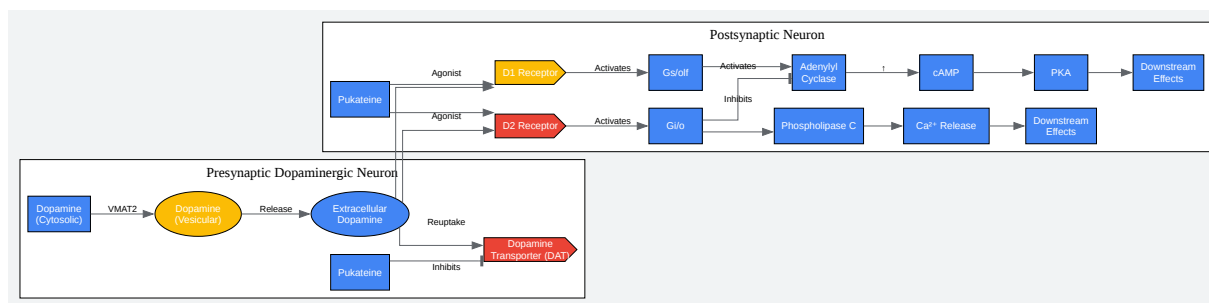 Postsynaptic Neuron
Pukateine
Agonist
Agonist
D1 Receptor
D2 Receptor
Activates
Activates
Gs/olf
Gi/o
Activates
Inhibits
Adenylyl
Cyclase
↑
cAMP
PKA
Downstream
Effects
Phospholipase C
Ca²⁺ Release
Downstream
Effects
Presynaptic Dopaminergic Neuron
Dopamine
(Cytosolic)
VMAT2
Dopamine
(Vesicular)
Release
Extracellular
Dopamine
Reuptake
Dopamine
Transporter (DAT)
Pukateine
Inhibits